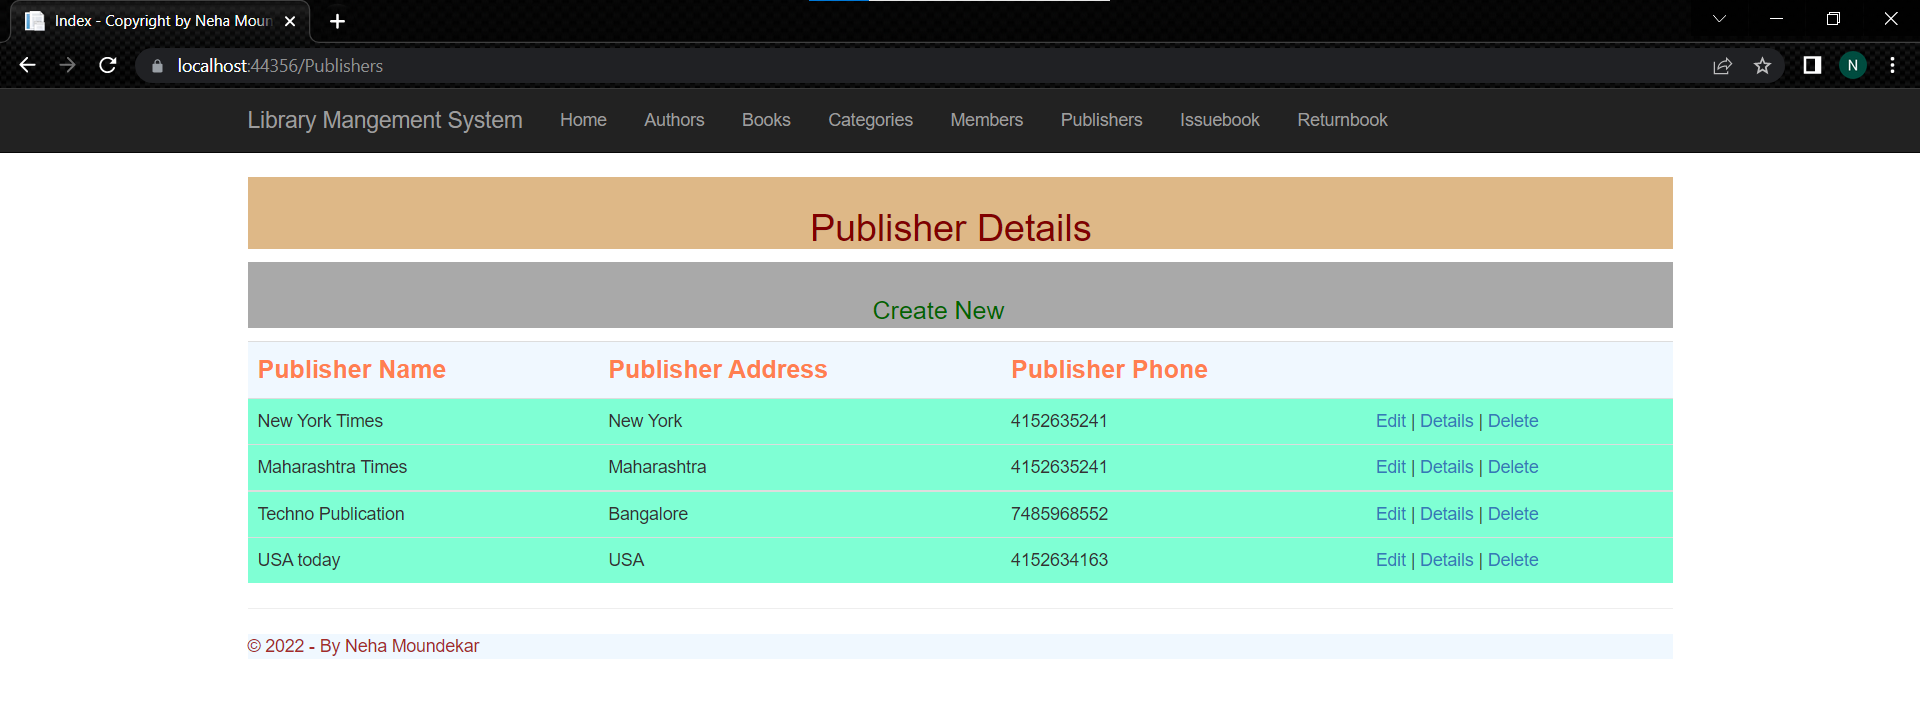 Index - Copyright by Neha Moun
localhost:44356/Publishers
N
Library Mangement System Home Authors Books Categories Members Publishers Issuebook Returnbook
Publisher Details
Create New
Publisher Name Publisher Address Publisher Phone
New York Times New York 4152635241 Edit | Details | Delete
Maharashtra Times Maharashtra 4152635241 Edit | Details | Delete
Techno Publication Bangalore 7485968552 Edit | Details | Delete
USA today USA 4152634163 Edit | Details | Delete
© 2022 - By Neha Moundekar